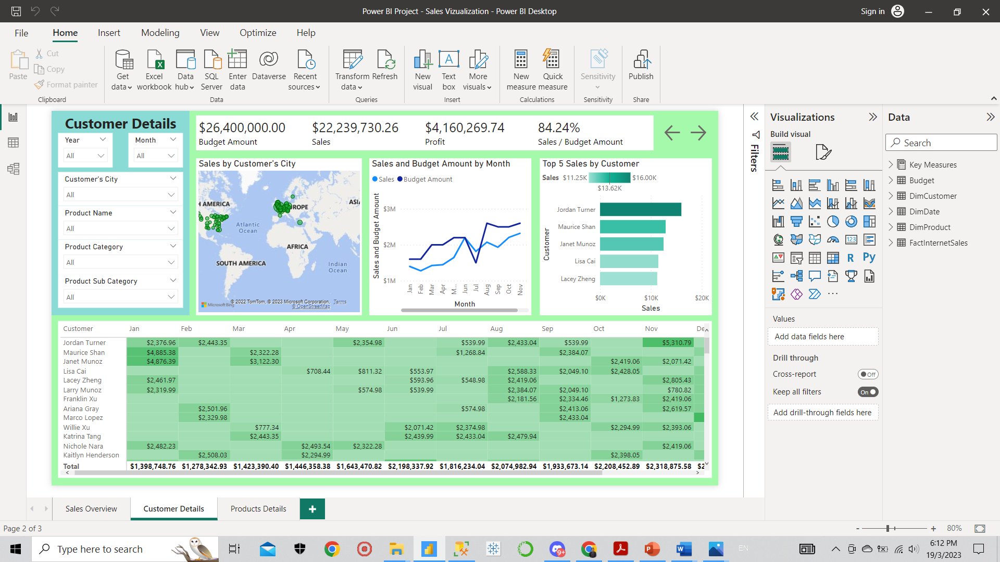 Power BI Project - Sales Vizualization - Power BI Desktop
Sign in
File Home Insert Modeling View Optimize Help
Paste
Cut
Copy
Format painter
Clipboard
Get data
Excel workbook
Data hub
SQL Server
Enter data
Dataverse
Recent sources
Data
Transform data
Refresh
Queries
New visual
Text box
More visuals
Insert
New measure
Quick measure
Calculations
Sensitivity
Sensitivity
Publish
Share
Customer Details
Year
All
Month
All
Customer's City
All
Product Name
All
Product Category
All
Product Sub Category
All
$26,400,000.00 $22,239,730.26 $4,160,269.74 84.24%
Budget Amount Sales Profit Sales / Budget Amount
Sales by Customer's City
H AMERICA
ROPE
ASI
Atlantic
Ocean
AFRICA
SOUTH AMERICA
Indian
Ocean
Microsoft Bing
© 2022 TomTom, © 2023 Microsoft Corporation, Terms
© OpenStreetMap
Sales and Budget Amount by Month
Sales Budget Amount
Sales and Budget Amount
$3M
$2M
$1M
Jan Feb Mar Apr M... Jun Jul Aug Sep Oct Nov
Month
Top 5 Sales by Customer
Sales $11.25K $16.00K
$13.62K
Customer
Jordan Turner
Maurice Shan
Janet Munoz
Lisa Cai
Lacey Zheng
$0K $10K $20K
Sales
Customer Jan Feb Mar Apr May Jun Jul Aug Sep Oct Nov De
Jordan Turner $2,376.96 $2,443.35 $2,354.98 $539.99 $2,433.04 $539.99 $5,310.79
Maurice Shan $4,885.38 $2,322.28 $1,268.84 $2,384.07
Janet Munoz $4,876.39 $3,122.30 $2,419.06 $2,071.42
Lisa Cai $708.44 $811.32 $553.97 $2,588.33 $2,049.10 $2,428.05
Lacey Zheng $2,461.97 $593.96 $548.98 $2,419.06 $2,805.43
Larry Munoz $2,319.99 $574.98 $539.99 $2,384.07 $2,049.10 $780.82
Franklin Xu $2,181.56 $2,334.46 $1,273.83 $2,419.06
Ariana Gray $2,501.96 $574.98 $2,413.06 $2,619.57
Marco Lopez $2,329.98 $2,433.04
Willie Xu $777.34 $2,071.42 $2,374.98 $2,294.99 $2,393.06
Katrina Tang $2,443.35 $2,439.99 $2,433.04 $2,479.94
Nichole Nara $2,482.23 $2,493.54 $2,322.28 $2,419.06
Kaitlyn Henderson $2,508.03 $2,294.99 $2,398.05
Total $1,398,748.76 $1,278,342.93 $1,423,390.40 $1,446,358.38 $1,643,470.82 $2,198,337.92 $1,816,234.04 $2,074,982.94 $1,933,673.14 $2,208,452.89 $2,318,875.58 $2
Filters
Visualizations
Build visual
123
R
Py
Values
Add data fields here
Drill through
Cross-report Off
Keep all filters On
Add drill-through fields here
Data
Search
Key Measures
Budget
DimCustomer
DimDate
DimProduct
FactInternetSales
Sales Overview Customer Details Products Details
Page 2 of 3
80%
Type here to search
9+
EN
6:12 PM
19/3/2023